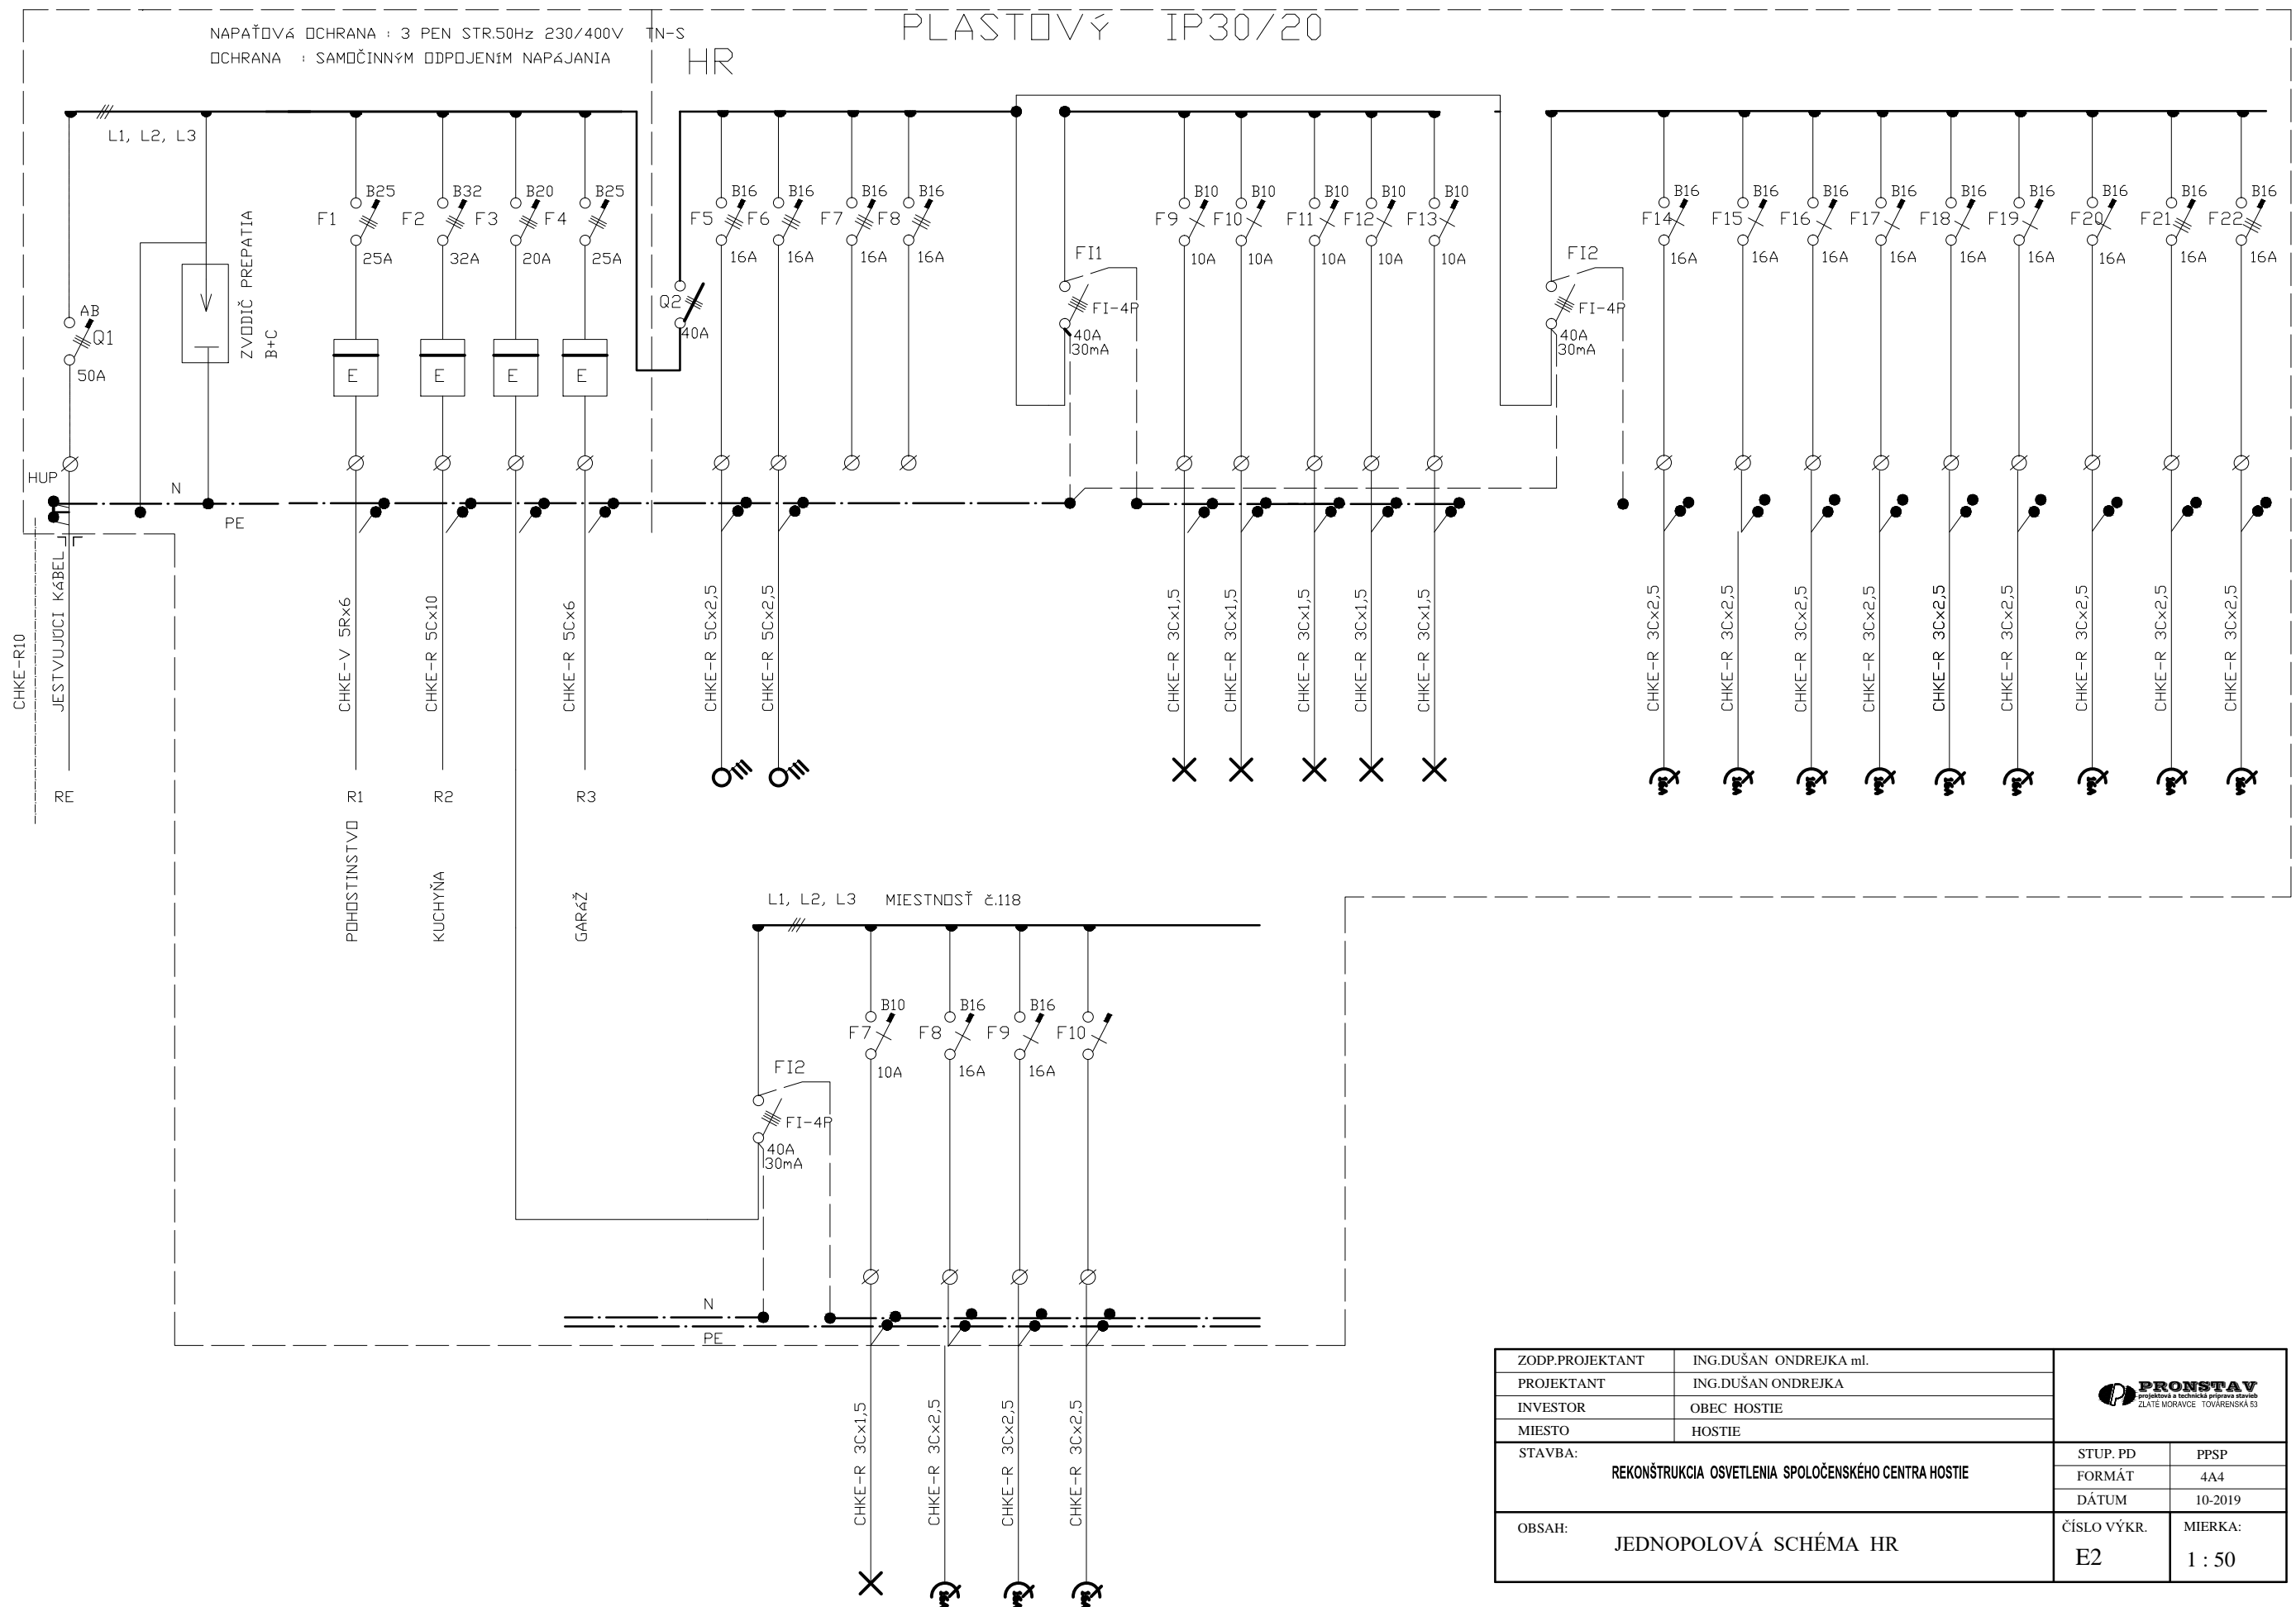 NAPAŤOVÁ OCHRANA : 3 PEN STR.50Hz 230/400V TN-S
OCHRANA : SAMOČINNÝM ODPOJENÍM NAPÁJANIA
PLASTOVÝ IP30/20
HR
L1, L2, L3
AB
Q1
50A
ZVODIČ PREPATIA
B+C
F1
B25
25A
E
F2
B32
32A
E
F3
B20
20A
E
F4
B25
25A
E
Q2
40A
F5
B16
16A
F6
B16
16A
F7
B16
16A
F8
B16
16A
FI1
FI-4P
40A
30mA
F9
B10
10A
F10
B10
10A
F11
B10
10A
F12
B10
10A
F13
B10
10A
FI2
FI-4P
40A
30mA
F14
B16
16A
F15
B16
16A
F16
B16
16A
F17
B16
16A
F18
B16
16A
F19
B16
16A
F20
B16
16A
F21
B16
16A
F22
B16
16A
HUP
N
PE
CHKE-R10
JESTVUJÚCI KÁBEL
CHKE-V 5Rx6
CHKE-R 5Cx10
CHKE-R 5Cx6
CHKE-R 5Cx2,5
CHKE-R 5Cx2,5
CHKE-R 3Cx1,5
CHKE-R 3Cx1,5
CHKE-R 3Cx1,5
CHKE-R 3Cx1,5
CHKE-R 3Cx1,5
CHKE-R 3Cx2,5
CHKE-R 3Cx2,5
CHKE-R 3Cx2,5
CHKE-R 3Cx2,5
CHKE-R 3Cx2,5
CHKE-R 3Cx2,5
CHKE-R 3Cx2,5
CHKE-R 3Cx2,5
CHKE-R 3Cx2,5
RE
R1
R2
R3
POHOSTINSTVO
KUCHYŇA
GARÁŽ
L1, L2, L3 MIESTNOSŤ č.118
FI2
FI-4P
40A
30mA
F7
B10
10A
F8
B16
16A
F9
B16
16A
F10
N
PE
CHKE-R 3Cx1,5
CHKE-R 3Cx2,5
CHKE-R 3Cx2,5
CHKE-R 3Cx2,5
ZODP.PROJEKTANT ING.DUŠAN ONDREJKA ml.
PROJEKTANT ING.DUŠAN ONDREJKA
INVESTOR OBEC HOSTIE
MIESTO HOSTIE
PRONSTAV
projektová a technická príprava stavieb
ZLATÉ MORAVCE TOVÁRENSKÁ 53
STAVBA:
REKONŠTRUKCIA OSVETLENIA SPOLOČENSKÉHO CENTRA HOSTIE
STUP. PD PPSP
FORMÁT 4A4
DÁTUM 10-2019
OBSAH:
JEDNOPOLOVÁ SCHÉMA HR
ČÍSLO VÝKR.
E2
MIERKA:
1 : 50